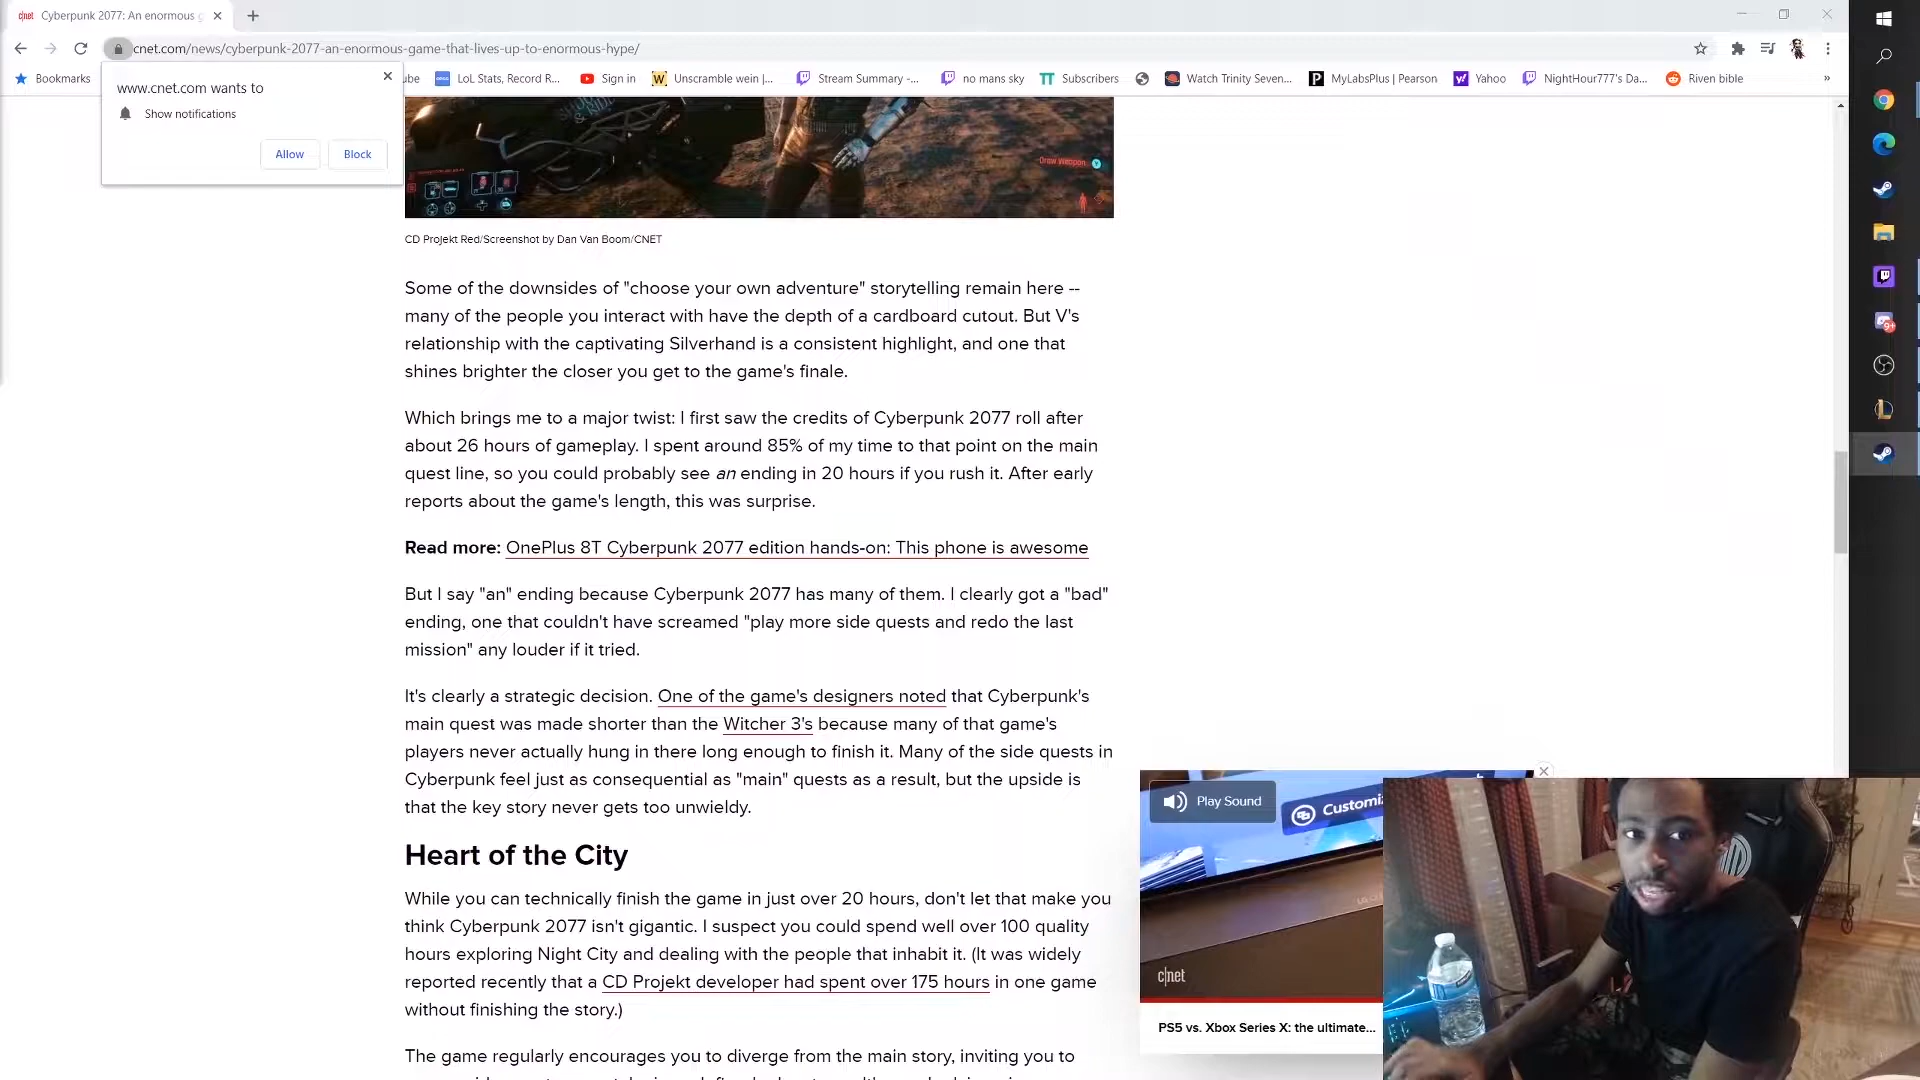 c|net Cyberpunk 2077: An enormous g
cnet.com/news/cyberpunk-2077-an-enormous-game-that-lives-up-to-enormous-hype/
Bookmarks
ube
LoL Stats, Record R...
Sign in
Unscramble wein |...
Stream Summary -...
no mans sky
Subscribers
Watch Trinity Seven...
MyLabsPlus | Pearson
Yahoo
NightHour777's Da...
Riven bible
www.cnet.com wants to
Show notifications
Allow
Block
Draw Weapon
CD Projekt Red/Screenshot by Dan Van Boom/CNET
Some of the downsides of "choose your own adventure" storytelling remain here --
many of the people you interact with have the depth of a cardboard cutout. But V's
relationship with the captivating Silverhand is a consistent highlight, and one that
shines brighter the closer you get to the game's finale.
Which brings me to a major twist: I first saw the credits of Cyberpunk 2077 roll after
about 26 hours of gameplay. I spent around 85% of my time to that point on the main
quest line, so you could probably see an ending in 20 hours if you rush it. After early
reports about the game's length, this was surprise.
Read more: OnePlus 8T Cyberpunk 2077 edition hands-on: This phone is awesome
But I say "an" ending because Cyberpunk 2077 has many of them. I clearly got a "bad"
ending, one that couldn't have screamed "play more side quests and redo the last
mission" any louder if it tried.
It's clearly a strategic decision. One of the game's designers noted that Cyberpunk's
main quest was made shorter than the Witcher 3's because many of that game's
players never actually hung in there long enough to finish it. Many of the side quests in
Cyberpunk feel just as consequential as "main" quests as a result, but the upside is
that the key story never gets too unwieldy.
Heart of the City
While you can technically finish the game in just over 20 hours, don't let that make you
think Cyberpunk 2077 isn't gigantic. I suspect you could spend well over 100 quality
hours exploring Night City and dealing with the people that inhabit it. (It was widely
reported recently that a CD Projekt developer had spent over 175 hours in one game
without finishing the story.)
The game regularly encourages you to diverge from the main story, inviting you to
Play Sound
Customiz
c|net
PS5 vs. Xbox Series X: the ultimate...
9+